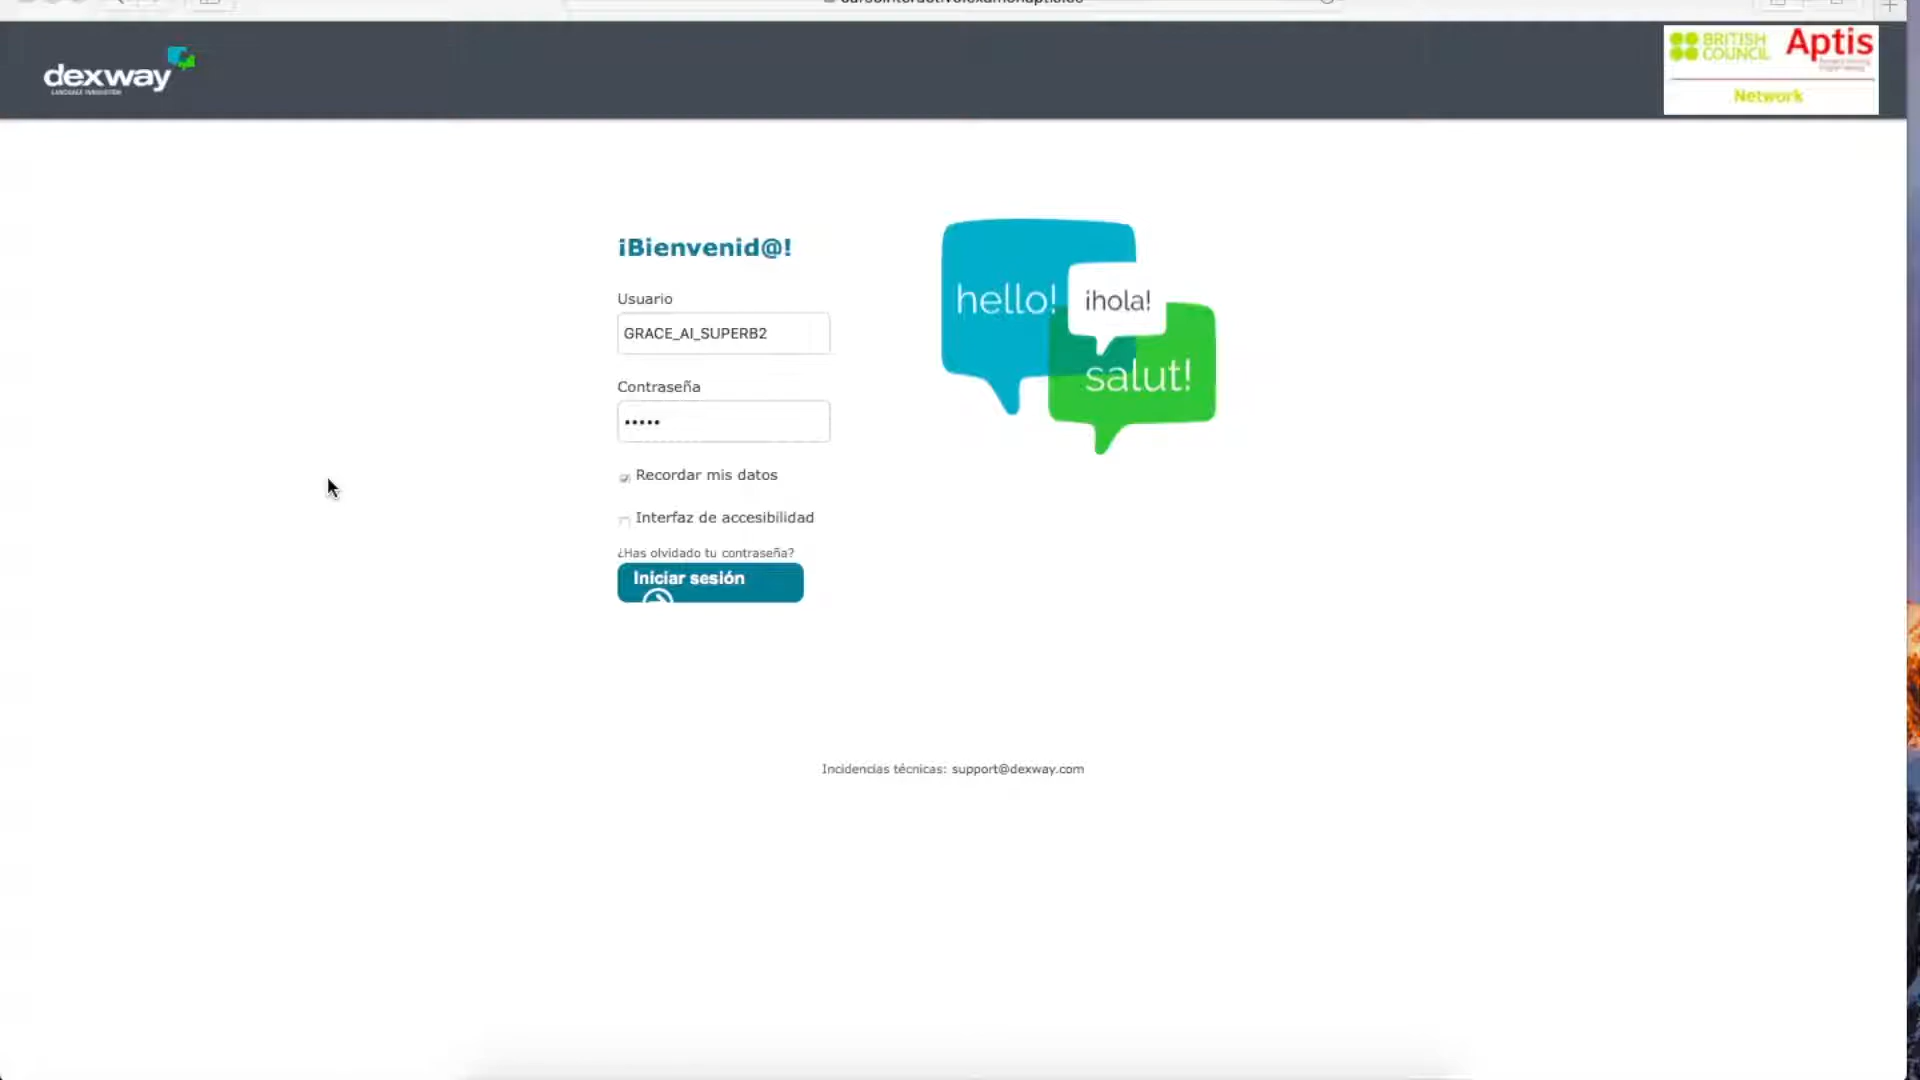 dexway
BRITISH
COUNCIL
Aptis
Network
¡Bienvenid@!
hello!
¡hola!
salut!
Usuario
GRACE_AI_SUPERB2
Contraseña
•••••
Recordar mis datos
Interfaz de accesibilidad
¿Has olvidado tu contraseña?
Iniciar sesión
Incidencias técnicas: support@dexway.com